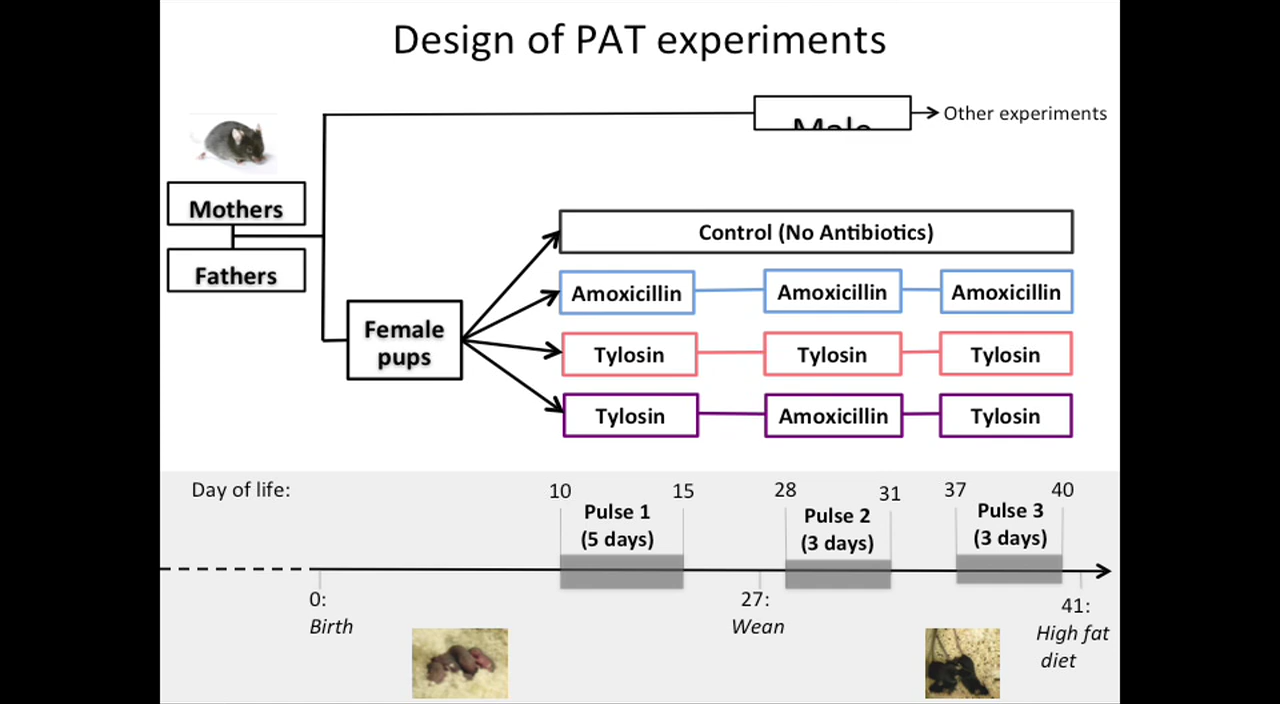 Design of PAT experiments
Male
Other experiments
Mothers
Fathers
Female
pups
Control (No Antibiotics)
Amoxicillin
Amoxicillin
Amoxicillin
Tylosin
Tylosin
Tylosin
Tylosin
Amoxicillin
Tylosin
Day of life:
10
15
28
31
37
40
Pulse 1
(5 days)
Pulse 2
(3 days)
Pulse 3
(3 days)
0:
Birth
27:
Wean
41:
High fat
diet